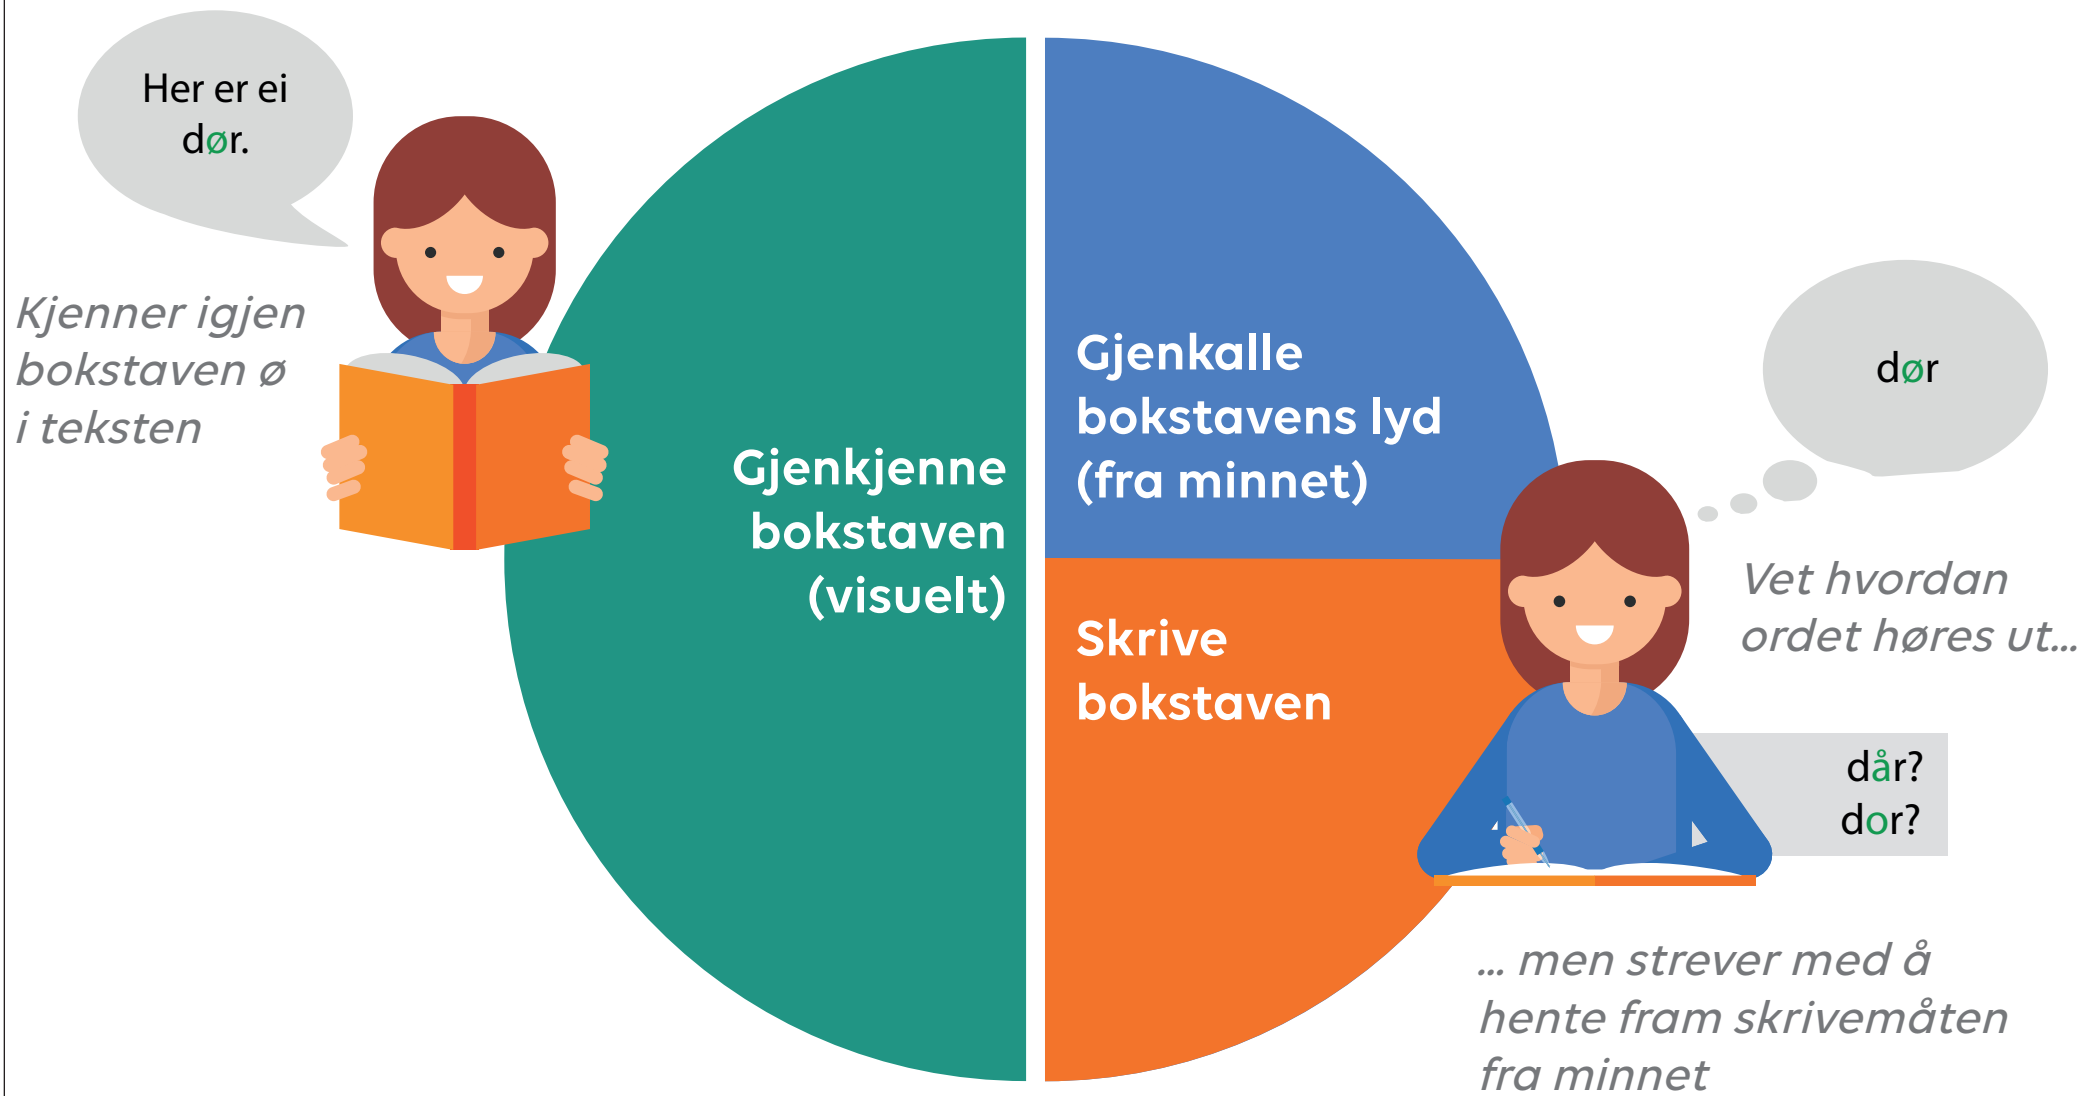 Her er ei
dør.
Kjenner igjen
bokstaven ø
i teksten
Gjenkjenne
bokstaven
(visuelt)
Gjenkalle
bokstavens lyd
(fra minnet)
Skrive
bokstaven
dør
Vet hvordan
ordet høres ut...
dår?
dor?
... men strever med å
hente fram skrivemåten
fra minnet